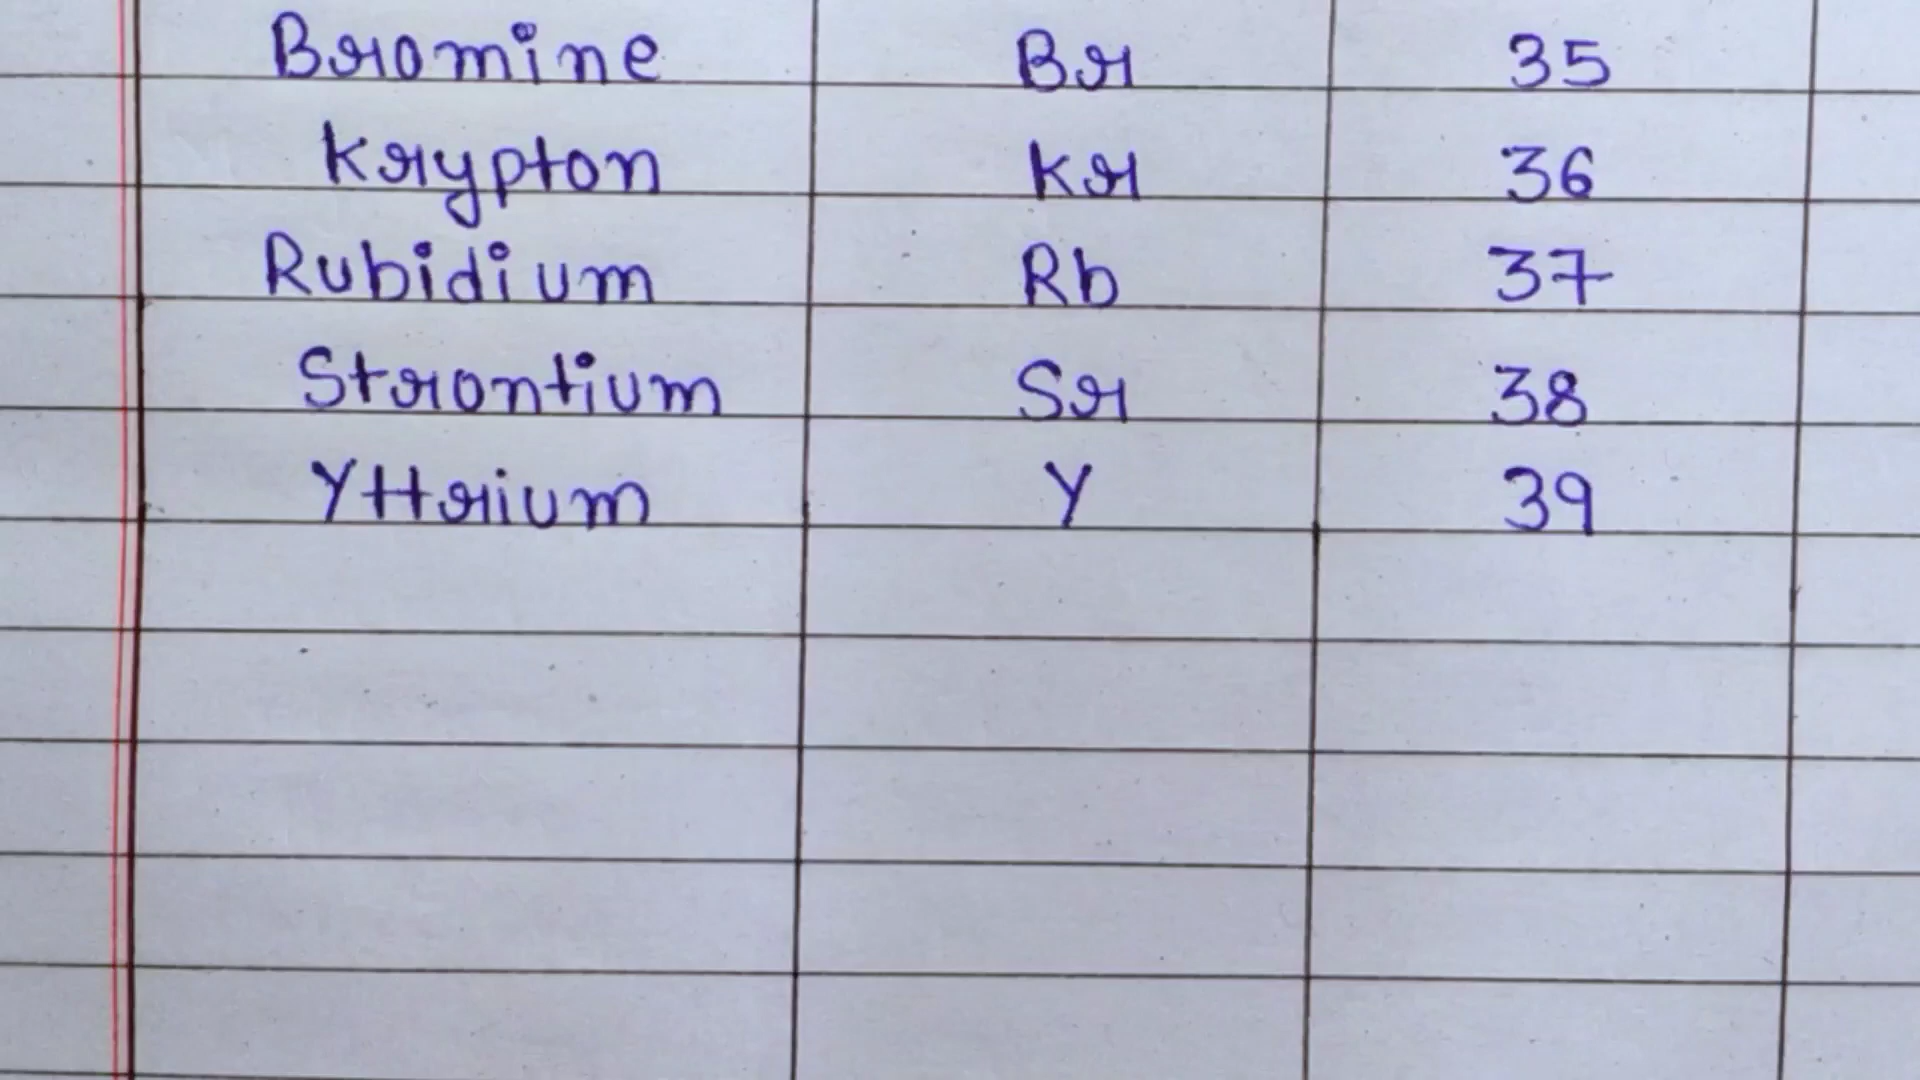 Bromine Br 35
Krypton Kr 36
Rubidium Rb 37
Strontium Sr 38
Yttrium Y 39